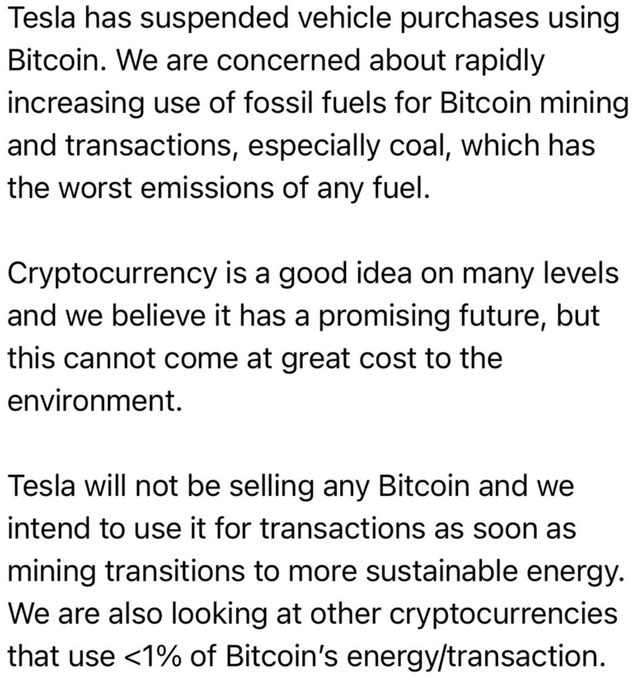 Tesla has suspended vehicle purchases using
Bitcoin. We are concerned about rapidly
increasing use of fossil fuels for Bitcoin mining
and transactions, especially coal, which has
the worst emissions of any fuel.
Cryptocurrency is a good idea on many levels
and we believe it has a promising future, but
this cannot come at great cost to the
environment.
Tesla will not be selling any Bitcoin and we
intend to use it for transactions as soon as
mining transitions to more sustainable energy.
We are also looking at other cryptocurrencies
that use <1% of Bitcoin’s energy/transaction.